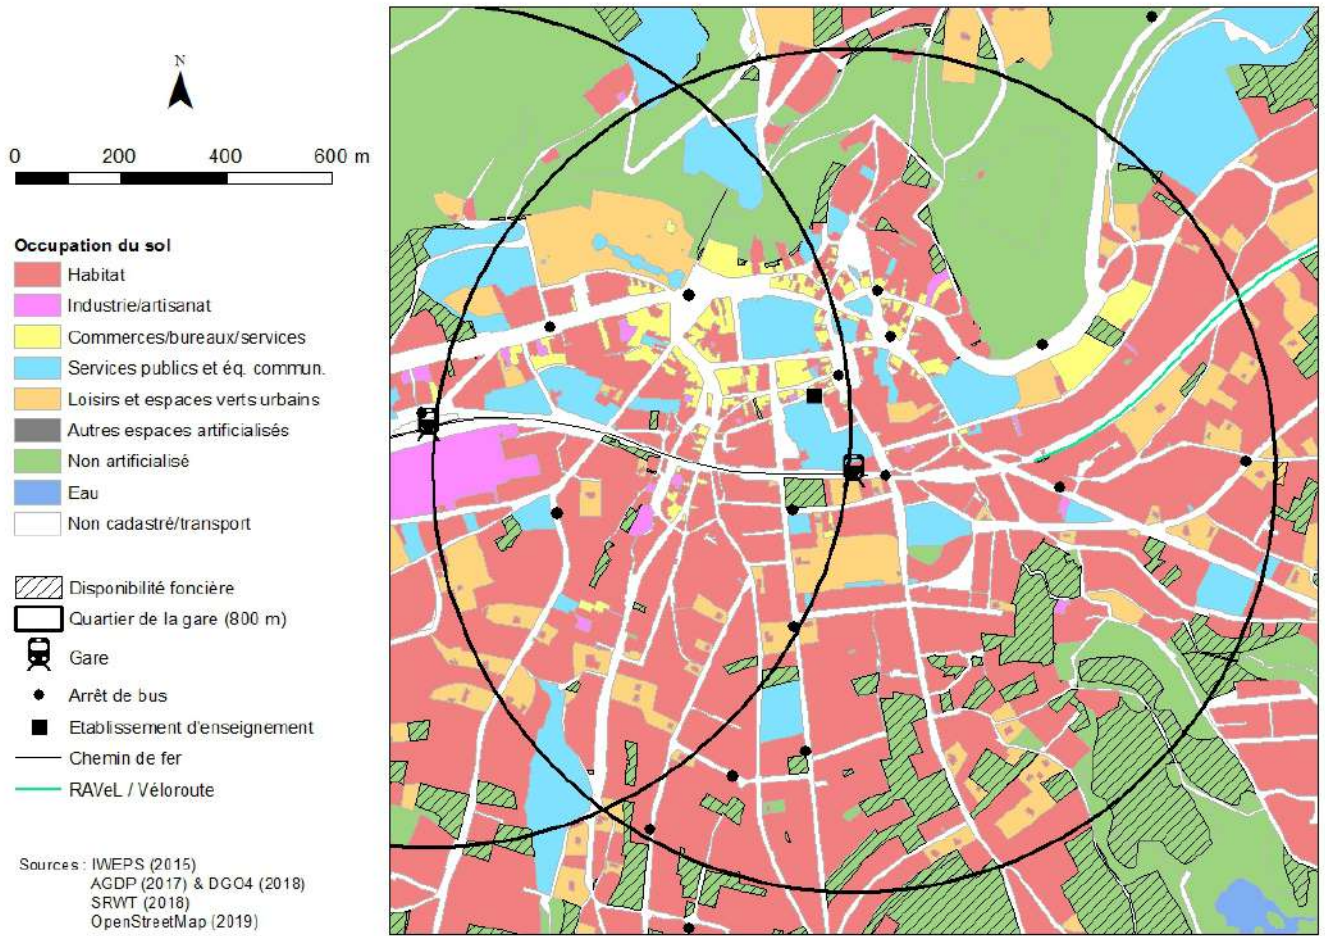 N
0 200 400 600 m
Occupation du sol
Habitat
Industrie/artisanat
Commerces/bureaux/services
Services publics et éq. commun.
Loisirs et espaces verts urbains
Autres espaces artificialisés
Non artificialisé
Eau
Non cadastré/transport
Disponibilité foncière
Quartier de la gare (800 m)
Gare
Arrêt de bus
Etablissement d'enseignement
Chemin de fer
RAVeL / Véloroute
Sources : IWEPS (2015)
AGDP (2017) & DGO4 (2018)
SRWT (2018)
OpenStreetMap (2019)